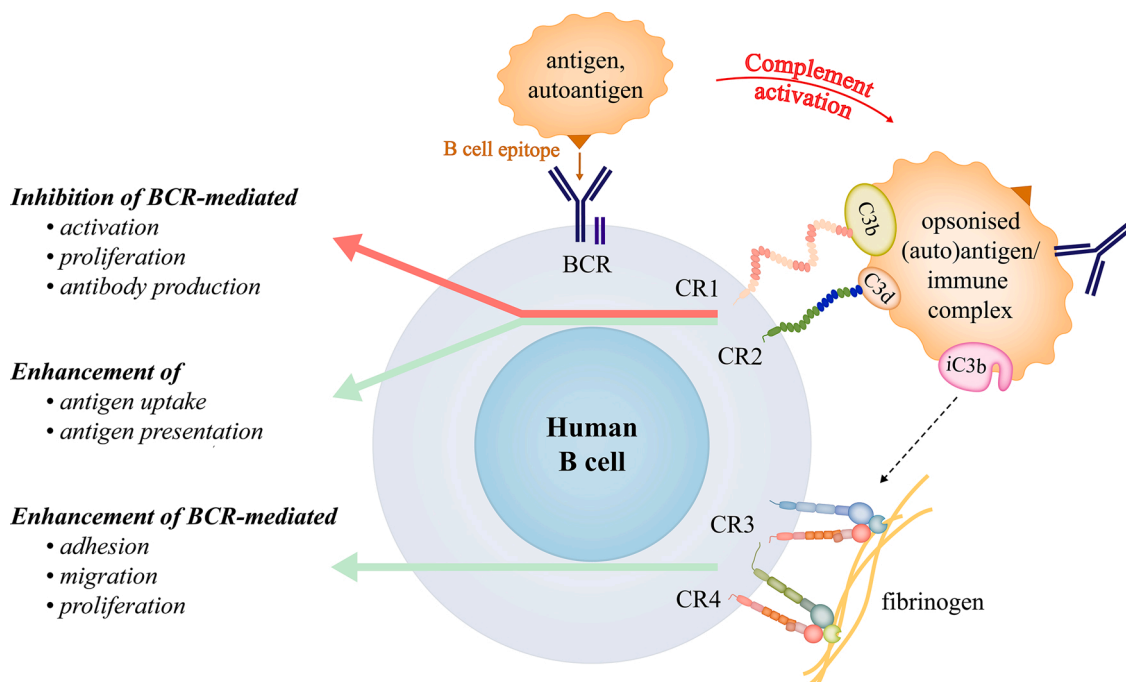 antigen,
autoantigen
Complement
activation
B cell epitope
Inhibition of BCR-mediated
• activation
• proliferation
• antibody production
BCR
CR1
CR2
C3b
C3d
opsonised
(auto)antigen/
immune
complex
iC3b
Enhancement of
• antigen uptake
• antigen presentation
Human
B cell
Enhancement of BCR-mediated
• adhesion
• migration
• proliferation
CR3
CR4
fibrinogen